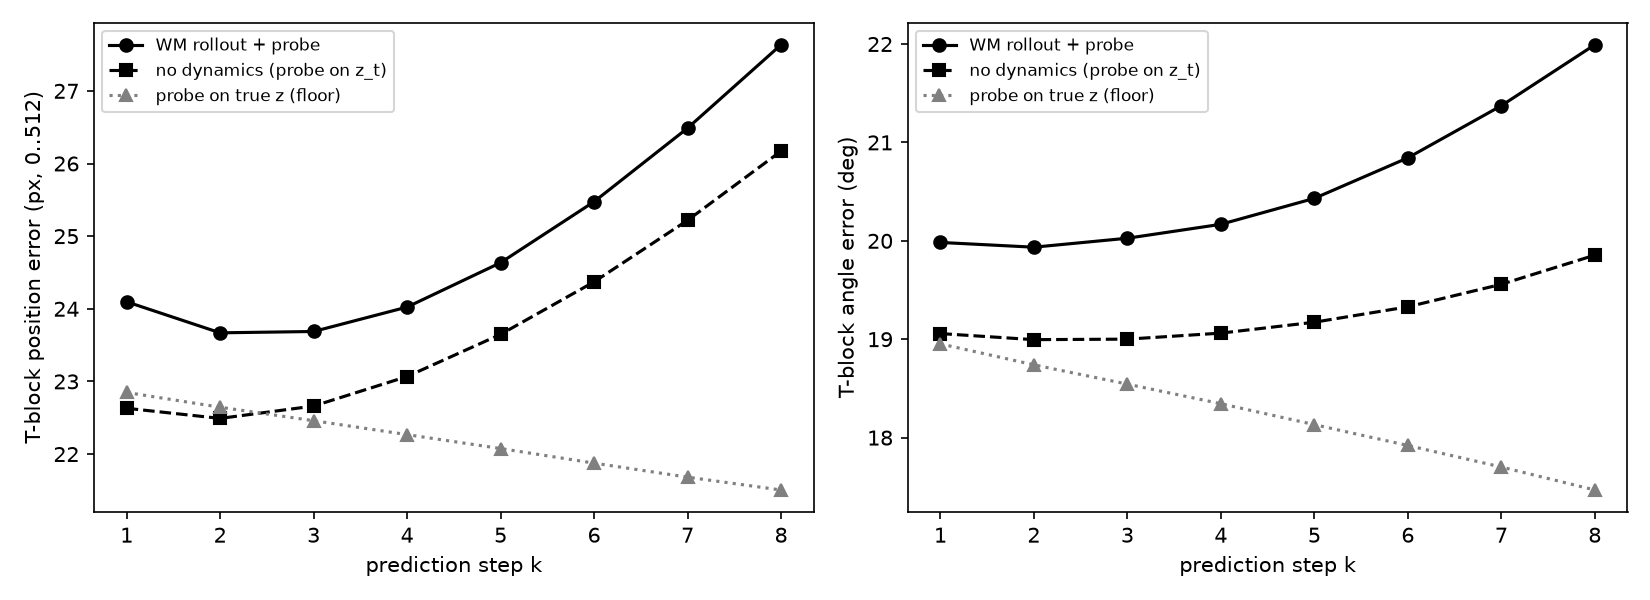 WM rollout + probe
no dynamics (probe on z_t)
probe on true z (floor)
T-block position error (px, 0..512)
27
26
25
24
23
22
1 2 3 4 5 6 7 8
prediction step k
WM rollout + probe
no dynamics (probe on z_t)
probe on true z (floor)
T-block angle error (deg)
22
21
20
19
18
1 2 3 4 5 6 7 8
prediction step k